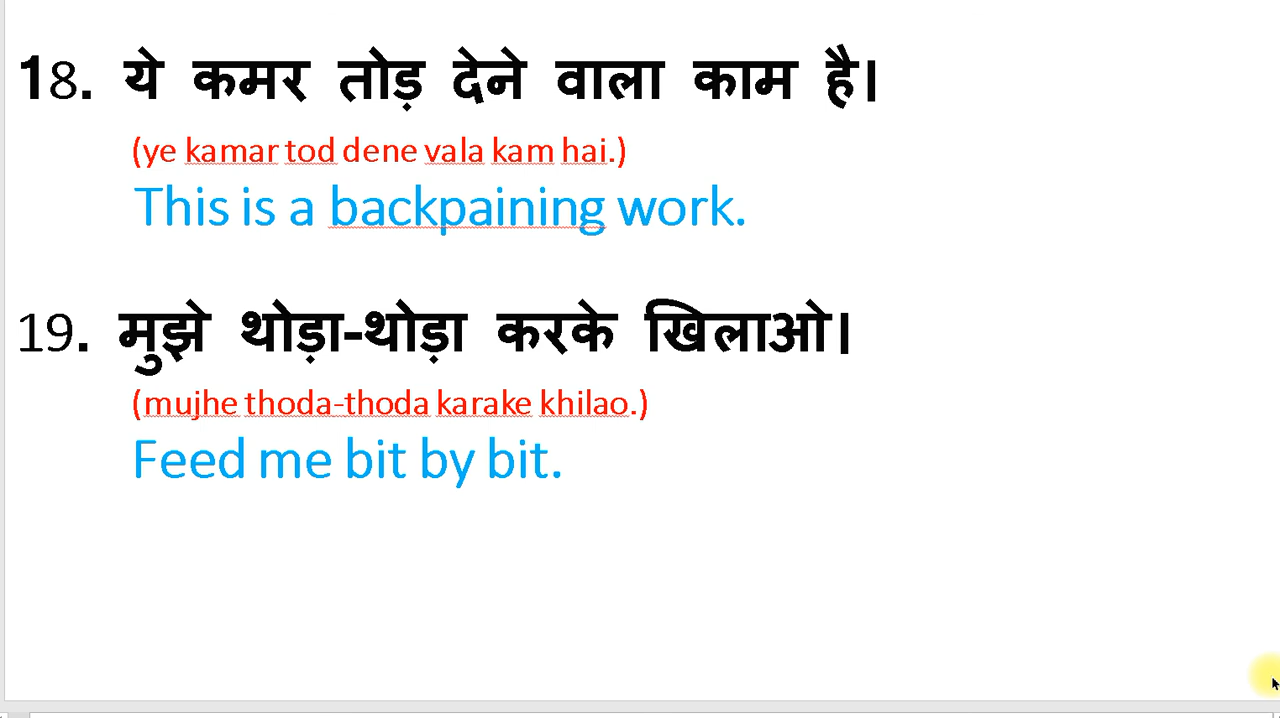 18. ये कमर तोड़ देने वाला काम है।
(ye kamar tod dene vala kam hai.)
This is a backpaining work.
19. मुझे थोड़ा-थोड़ा करके खिलाओ।
(mujhe thoda-thoda karake khilao.)
Feed me bit by bit.